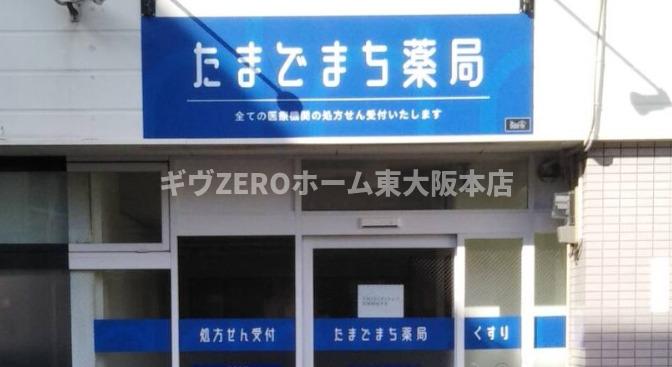 たまでまち薬局
全ての医療機関の処方せん受付いたします
ギヴZEROホーム東大阪本店
処方せん受付
たまでまち薬局
くすり